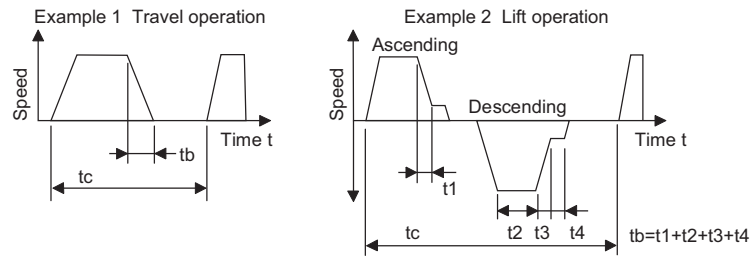 Example 1 Travel operation
Speed
Time t
tb
tc
Example 2 Lift operation
Ascending
Speed
Descending
Time t
t1
t2 t3 t4
tc
tb=t1+t2+t3+t4